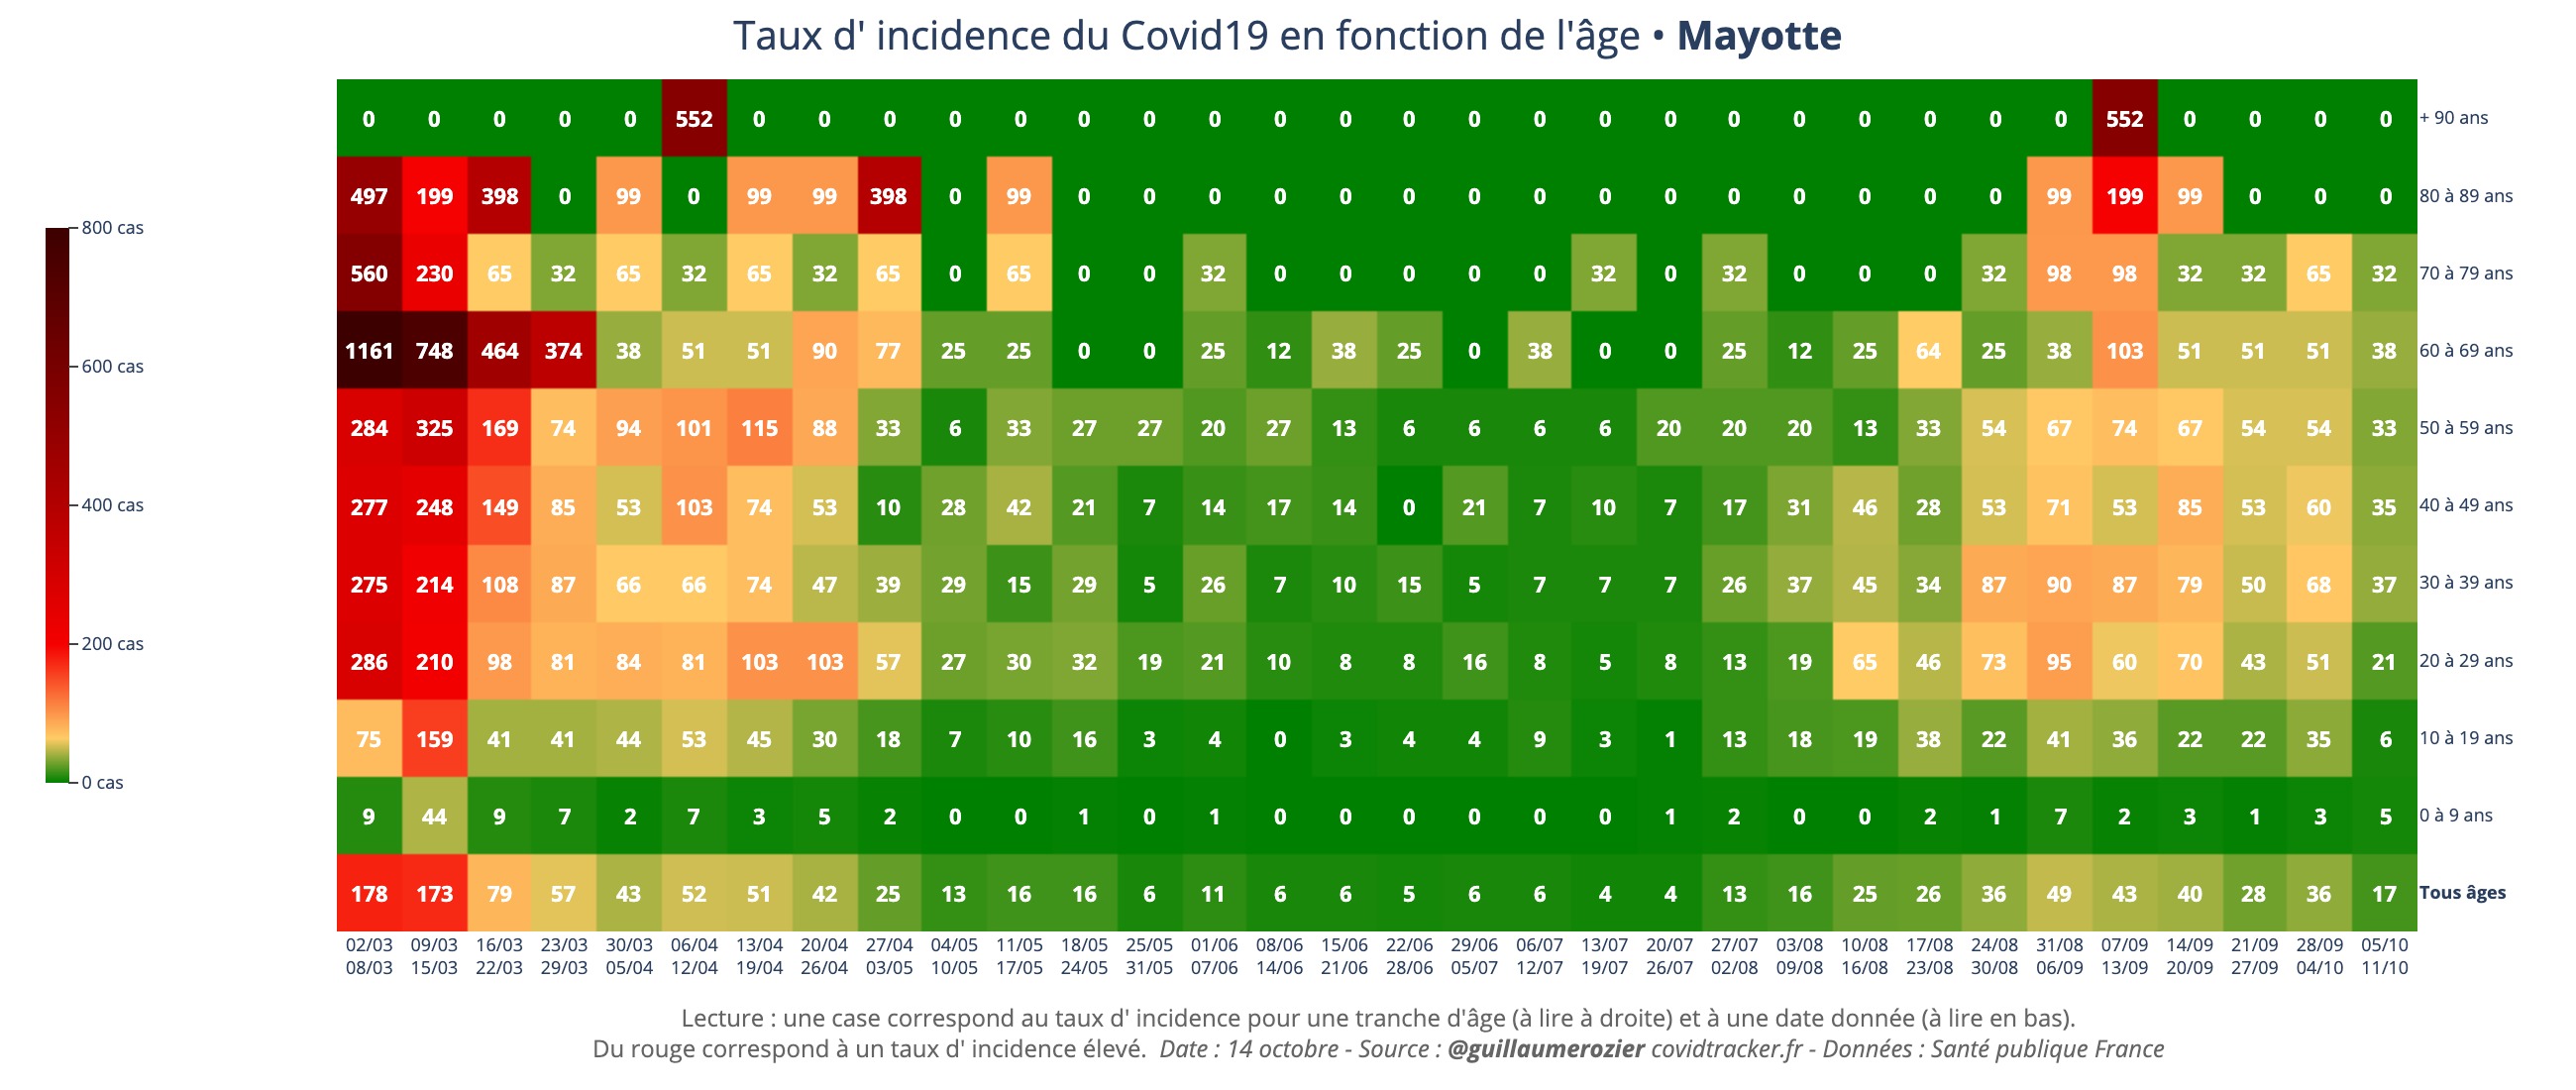 Taux d' incidence du Covid19 en fonction de l'âge • Mayotte
800 cas
600 cas
400 cas
200 cas
0 cas
0 0 0 0 0 552 0 0 0 0 0 0 0 0 0 0 0 0 0 0 0 0 0 0 0 0 0 552 0 0 0 0 + 90 ans
497 199 398 0 99 0 99 99 398 0 99 0 0 0 0 0 0 0 0 0 0 0 0 0 0 0 99 199 99 0 0 0 80 à 89 ans
560 230 65 32 65 32 65 32 65 0 65 0 0 32 0 0 0 0 0 32 0 32 0 0 0 32 98 98 32 32 65 32 70 à 79 ans
1161 748 464 374 38 51 51 90 77 25 25 0 0 25 12 38 25 0 38 0 0 25 12 25 64 25 38 103 51 51 51 38 60 à 69 ans
284 325 169 74 94 101 115 88 33 6 33 27 27 20 27 13 6 6 6 6 20 20 20 13 33 54 67 74 67 54 54 33 50 à 59 ans
277 248 149 85 53 103 74 53 10 28 42 21 7 14 17 14 0 21 7 10 7 17 31 46 28 53 71 53 85 53 60 35 40 à 49 ans
275 214 108 87 66 66 74 47 39 29 15 29 5 26 7 10 15 5 7 7 7 26 37 45 34 87 90 87 79 50 68 37 30 à 39 ans
286 210 98 81 84 81 103 103 57 27 30 32 19 21 10 8 8 16 8 5 8 13 19 65 46 73 95 60 70 43 51 21 20 à 29 ans
75 159 41 41 44 53 45 30 18 7 10 16 3 4 0 3 4 4 9 3 1 13 18 19 38 22 41 36 22 22 35 6 10 à 19 ans
9 44 9 7 2 7 3 5 2 0 0 1 0 1 0 0 0 0 0 0 1 2 0 0 2 1 7 2 3 1 3 5 0 à 9 ans
178 173 79 57 43 52 51 42 25 13 16 16 6 11 6 6 5 6 6 4 4 13 16 25 26 36 49 43 40 28 36 17 Tous âges
02/03 09/03 16/03 23/03 30/03 06/04 13/04 20/04 27/04 04/05 11/05 18/05 25/05 01/06 08/06 15/06 22/06 29/06 06/07 13/07 20/07 27/07 03/08 10/08 17/08 24/08 31/08 07/09 14/09 21/09 28/09 05/10
08/03 15/03 22/03 29/03 05/04 12/04 19/04 26/04 03/05 10/05 17/05 24/05 31/05 07/06 14/06 21/06 28/06 05/07 12/07 19/07 26/07 02/08 09/08 16/08 23/08 30/08 06/09 13/09 20/09 27/09 04/10 11/10
Lecture : une case correspond au taux d' incidence pour une tranche d'âge (à lire à droite) et à une date donnée (à lire en bas).
Du rouge correspond à un taux d' incidence élevé. Date : 14 octobre - Source : @guillaumerozier covidtracker.fr - Données : Santé publique France